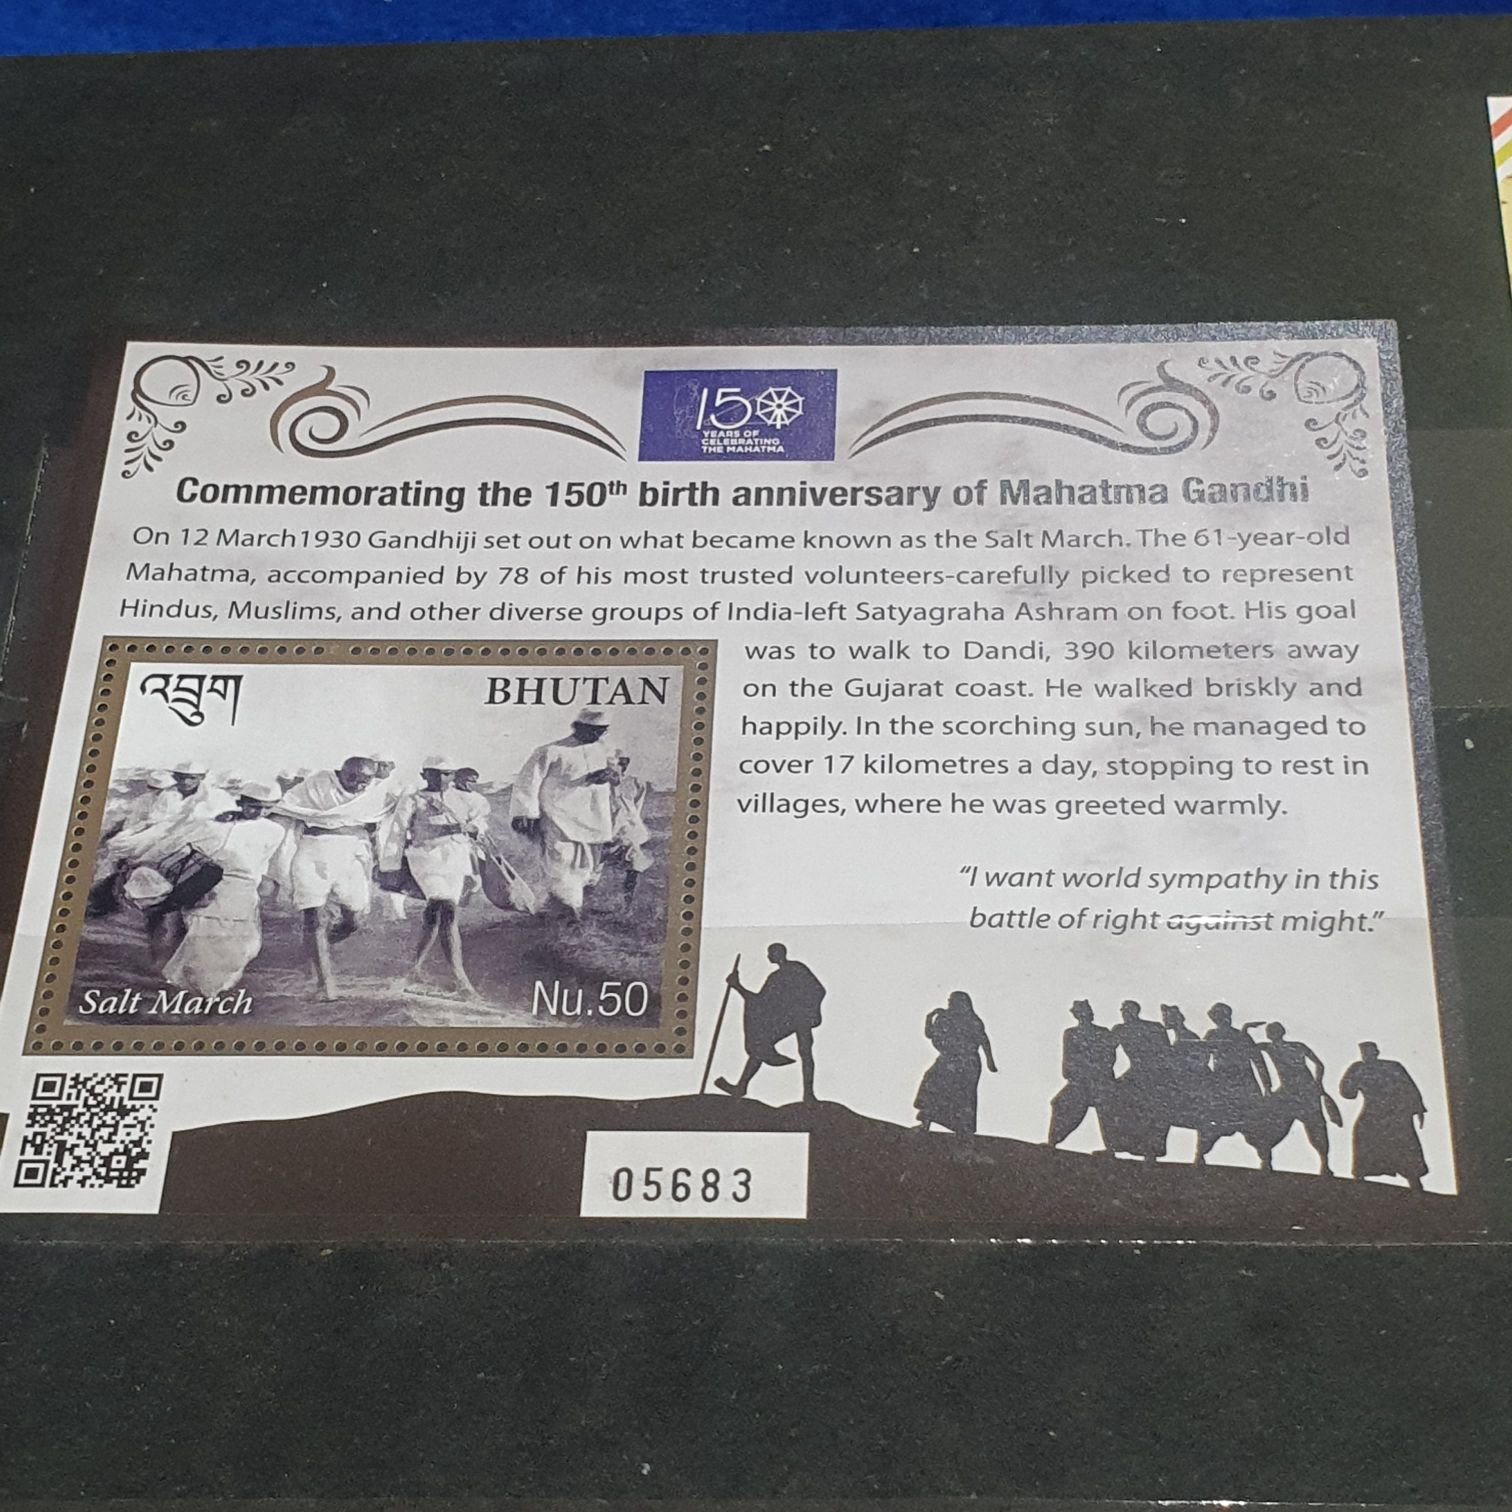 150
YEARS OF
CELEBRATING
THE MAHATMA
Commemorating the 150th birth anniversary of Mahatma Gandhi
On 12 March1930 Gandhiji set out on what became known as the Salt March. The 61-year-old
Mahatma, accompanied by 78 of his most trusted volunteers-carefully picked to represent
Hindus, Muslims, and other diverse groups of India-left Satyagraha Ashram on foot. His goal
was to walk to Dandi, 390 kilometers away
on the Gujarat coast. He walked briskly and
happily. In the scorching sun, he managed to
cover 17 kilometres a day, stopping to rest in
villages, where he was greeted warmly.
“I want world sympathy in this
battle of right against might.”
འབྲུག
BHUTAN
Salt March
Nu.50
05683